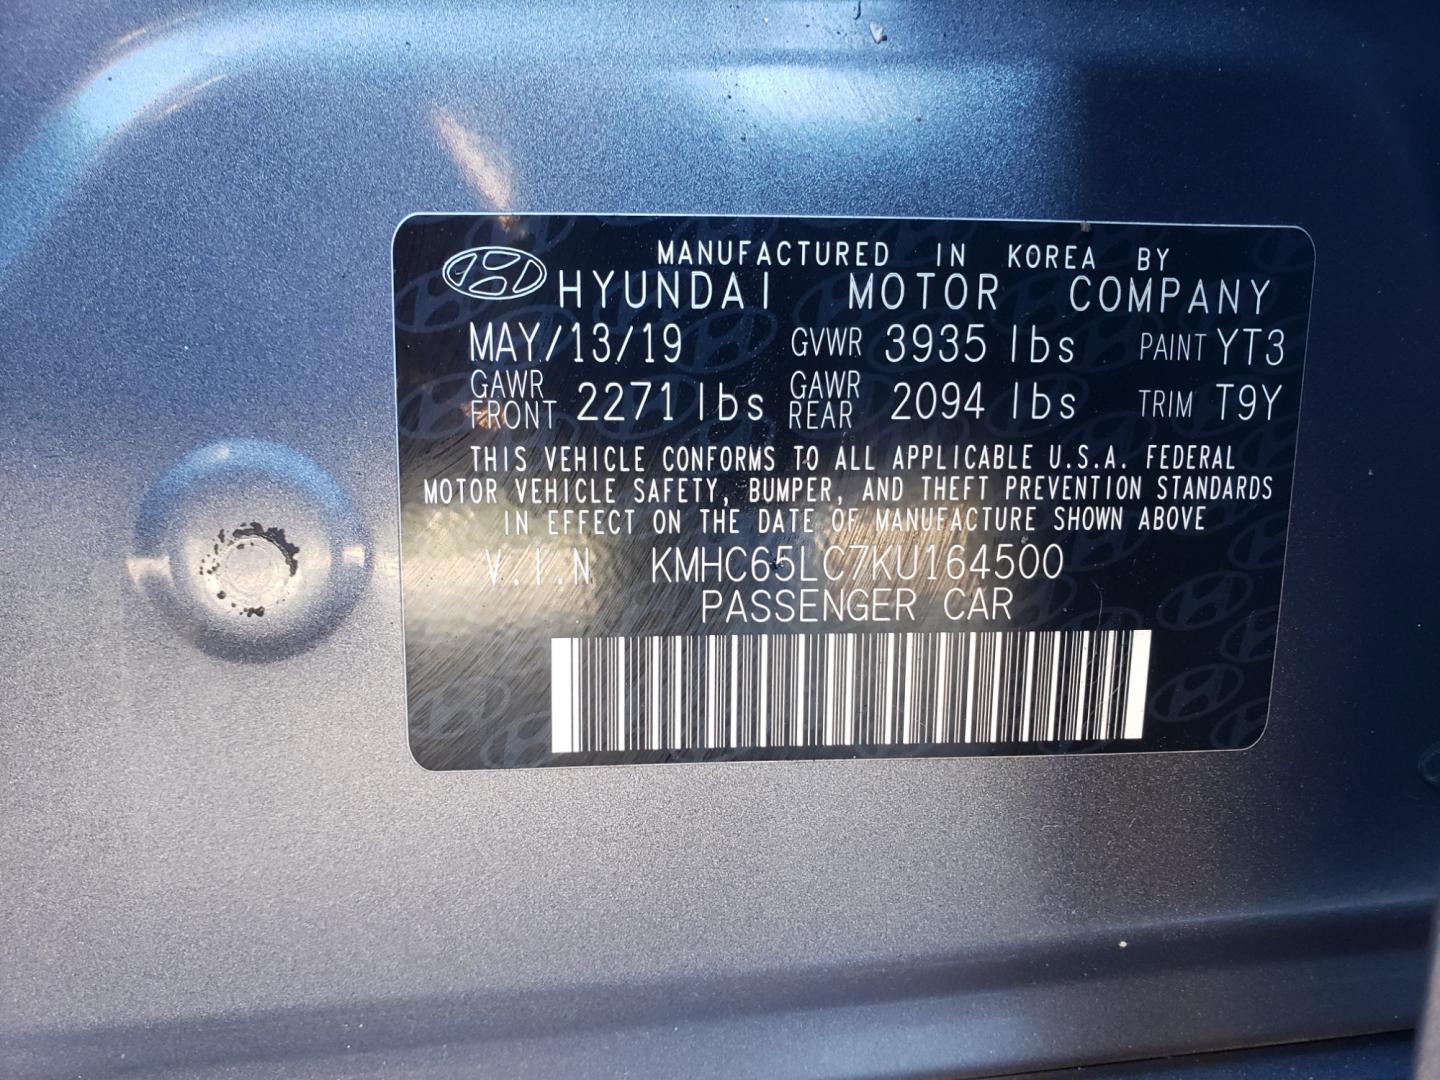 MANUFACTURED IN KOREA BY
HYUNDAI MOTOR COMPANY
MAY/13/19 GVWR 3935 lbs PAINT YT3
GAWR FRONT 2271 lbs GAWR REAR 2094 lbs TRIM T9Y
THIS VEHICLE CONFORMS TO ALL APPLICABLE U.S.A. FEDERAL
MOTOR VEHICLE SAFETY, BUMPER, AND THEFT PREVENTION STANDARDS
IN EFFECT ON THE DATE OF MANUFACTURE SHOWN ABOVE
V.I.N KMHC65LC7KU164500
PASSENGER CAR